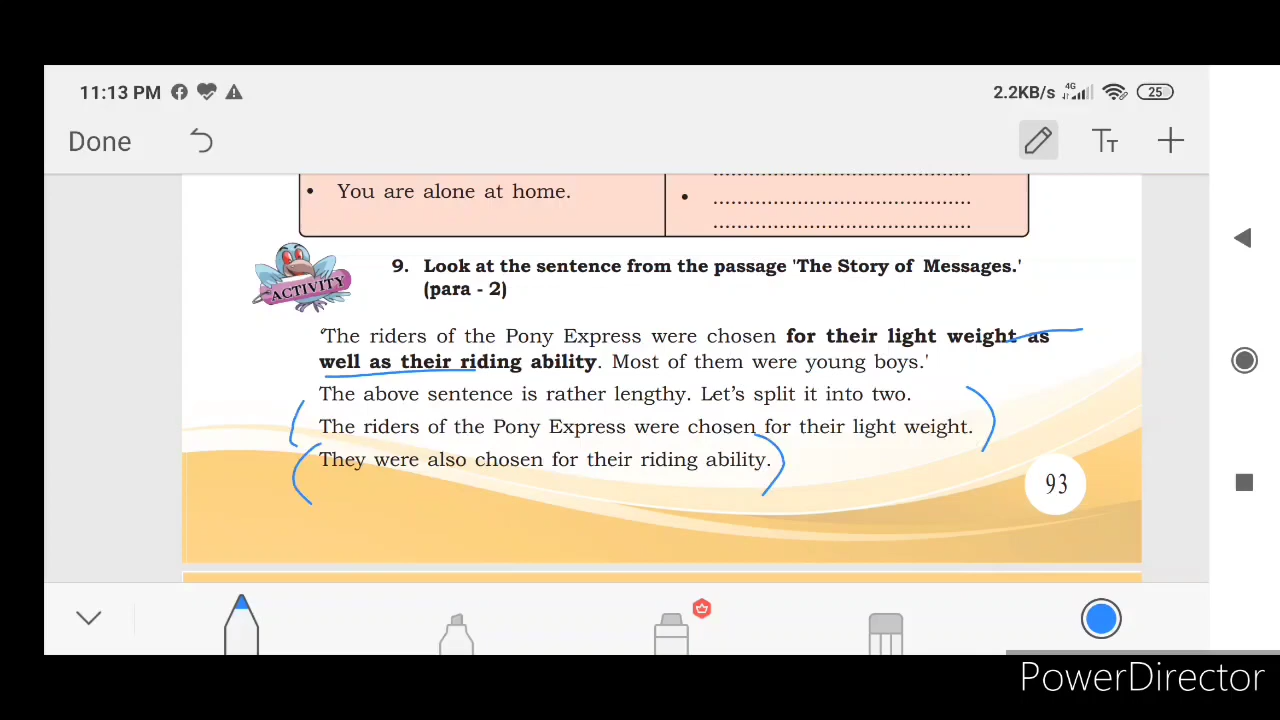 11:13 PM
2.2KB/s 4G 25
Done
• You are alone at home.
•
ACTIVITY
9. Look at the sentence from the passage 'The Story of Messages.'
(para - 2)
'The riders of the Pony Express were chosen for their light weight as
well as their riding ability. Most of them were young boys.'
The above sentence is rather lengthy. Let's split it into two.
The riders of the Pony Express were chosen for their light weight.
They were also chosen for their riding ability.
93
PowerDirector